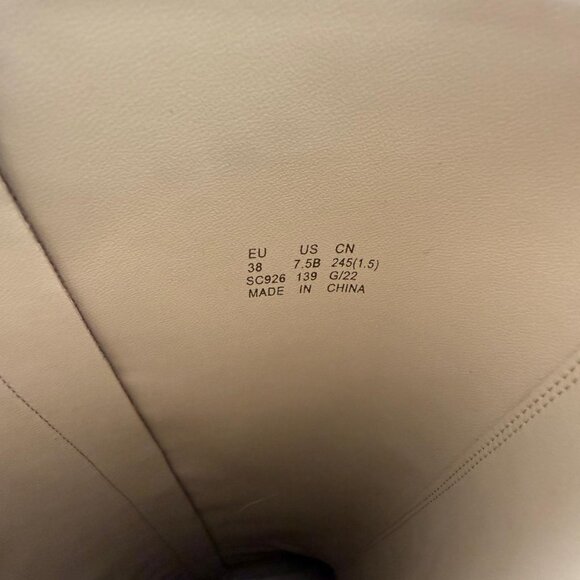 EU US CN
38 7.5B 245(1.5)
SC926 139 G/22
MADE IN CHINA